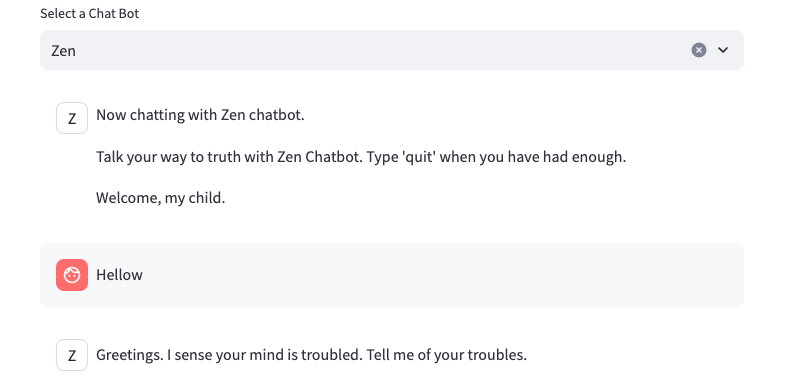 Select a Chat Bot
Zen
Z
Now chatting with Zen chatbot.
Talk your way to truth with Zen Chatbot. Type 'quit' when you have had enough.
Welcome, my child.
Hellow
Z
Greetings. I sense your mind is troubled. Tell me of your troubles.